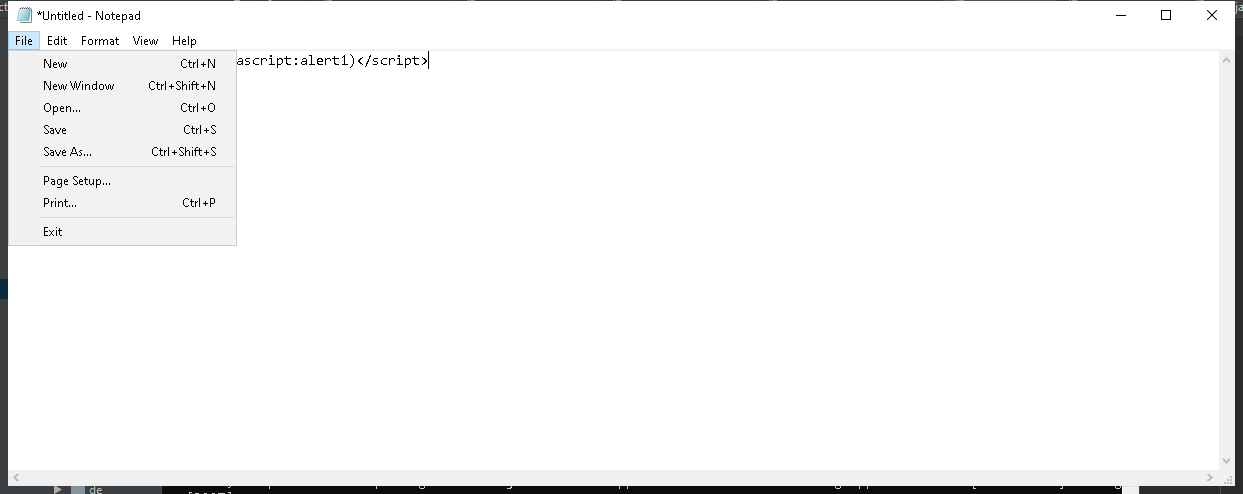 *Untitled - Notepad
File Edit Format View Help
ascript:alert1)</script>
New Ctrl+N
New Window Ctrl+Shift+N
Open... Ctrl+O
Save Ctrl+S
Save As... Ctrl+Shift+S
Page Setup...
Print... Ctrl+P
Exit
de